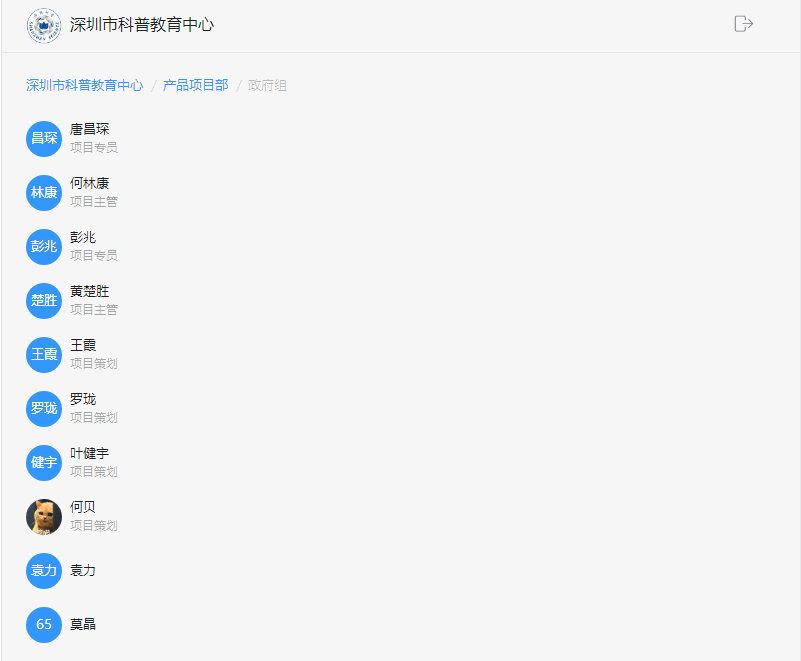 深圳市科普教育中心
深圳市科普教育中心 / 产品项目部 / 政府组
昌琛
唐昌琛
项目专员
林康
何林康
项目主管
彭兆
彭兆
项目专员
楚胜
黄楚胜
项目主管
王霞
王霞
项目策划
罗珑
罗珑
项目策划
健宇
叶健宇
项目策划
何贝
项目策划
袁力
袁力
65
莫晶